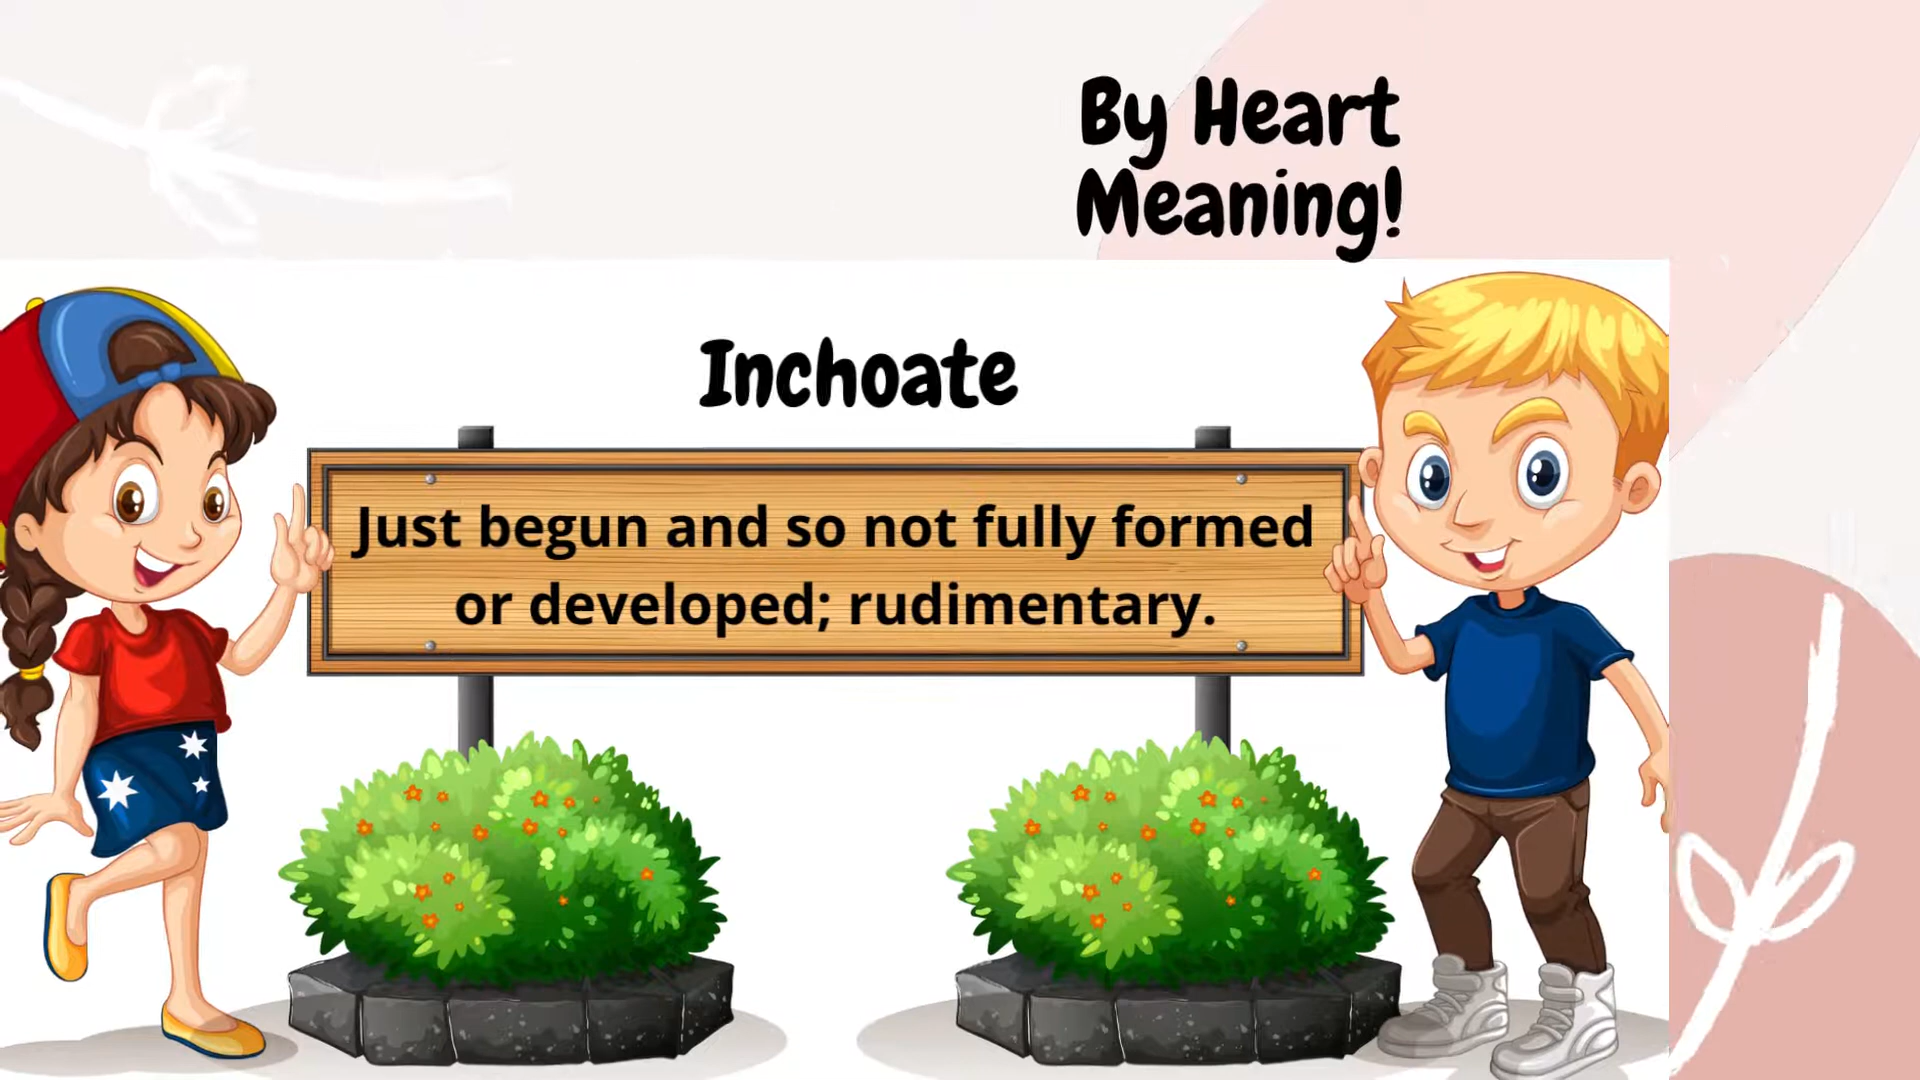 By Heart
Meaning!
Inchoate
Just begun and so not fully formed
or developed; rudimentary.